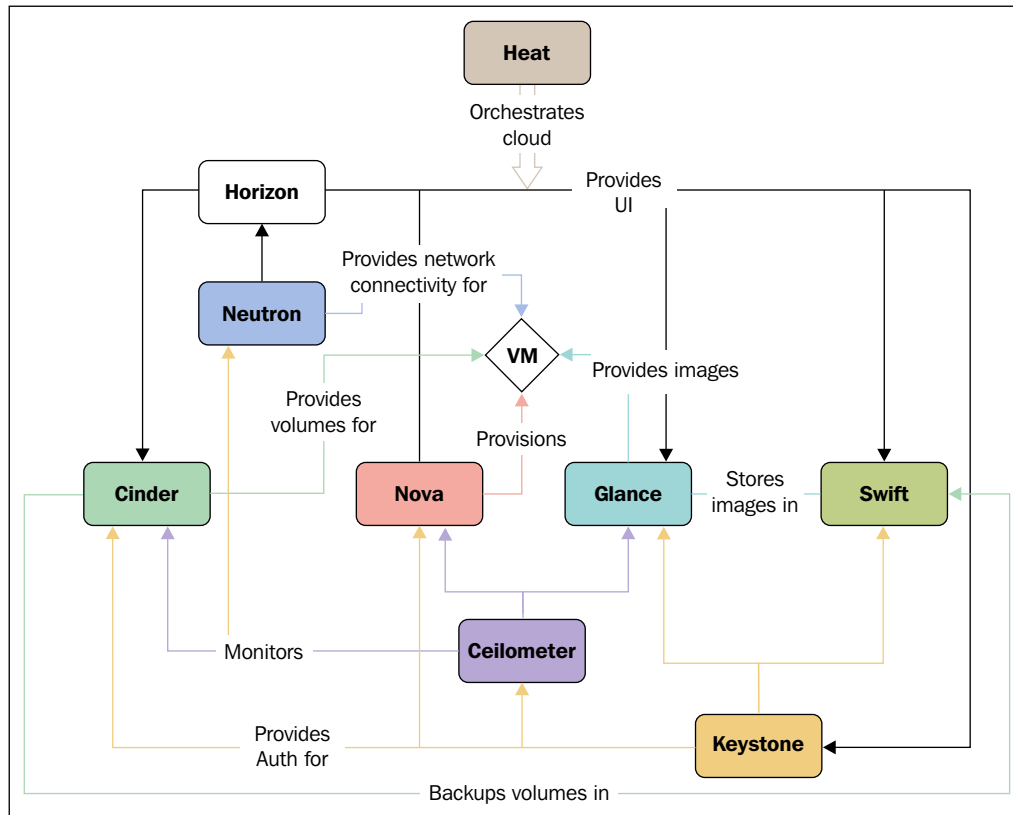 Heat
Orchestrates
cloud
Horizon
Provides
UI
Provides network
connectivity for
Neutron
VM
Provides images
Provides
volumes for
Provisions
Cinder
Nova
Glance
Stores
images in
Swift
Monitors
Ceilometer
Provides
Auth for
Keystone
Backups volumes in